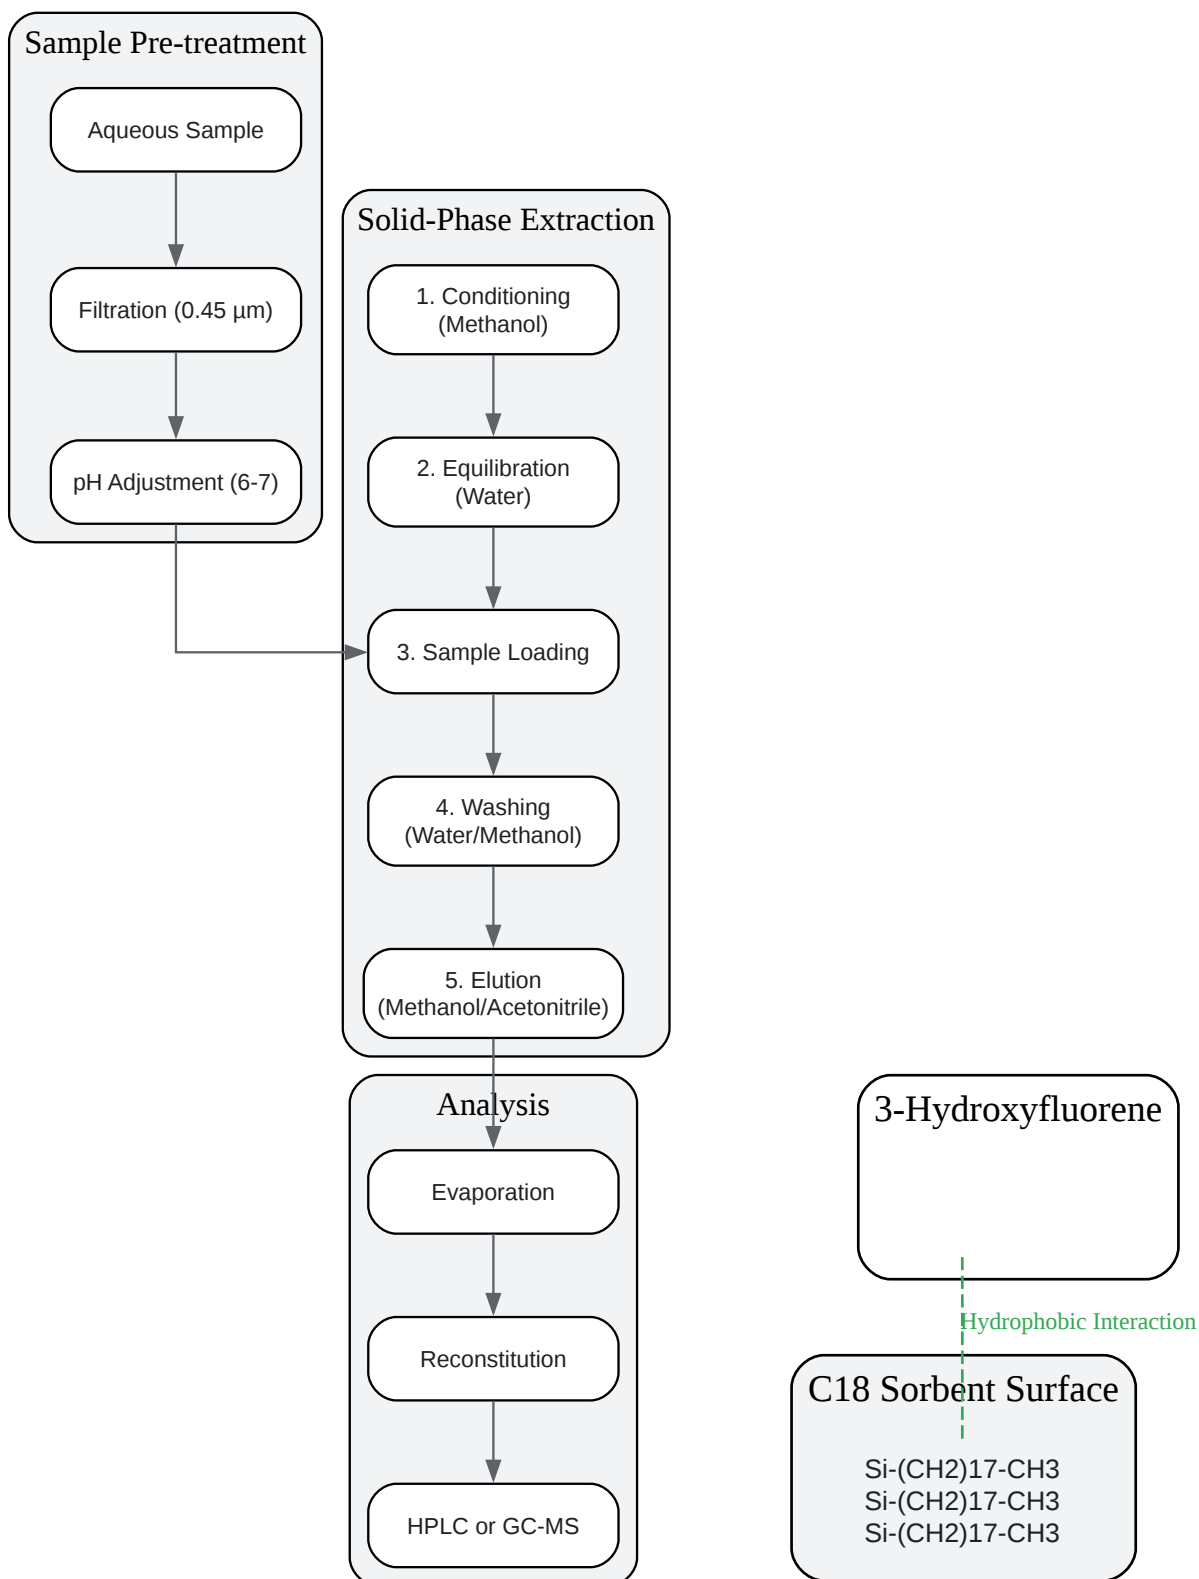 Sample Pre-treatment
Aqueous Sample
Filtration (0.45 µm)
pH Adjustment (6-7)
Solid-Phase Extraction
1. Conditioning
(Methanol)
2. Equilibration
(Water)
3. Sample Loading
4. Washing
(Water/Methanol)
5. Elution
(Methanol/Acetonitrile)
Analysis
Evaporation
Reconstitution
HPLC or GC-MS
3-Hydroxyfluorene
Hydrophobic Interaction
C18 Sorbent Surface
Si-(CH2)17-CH3
Si-(CH2)17-CH3
Si-(CH2)17-CH3